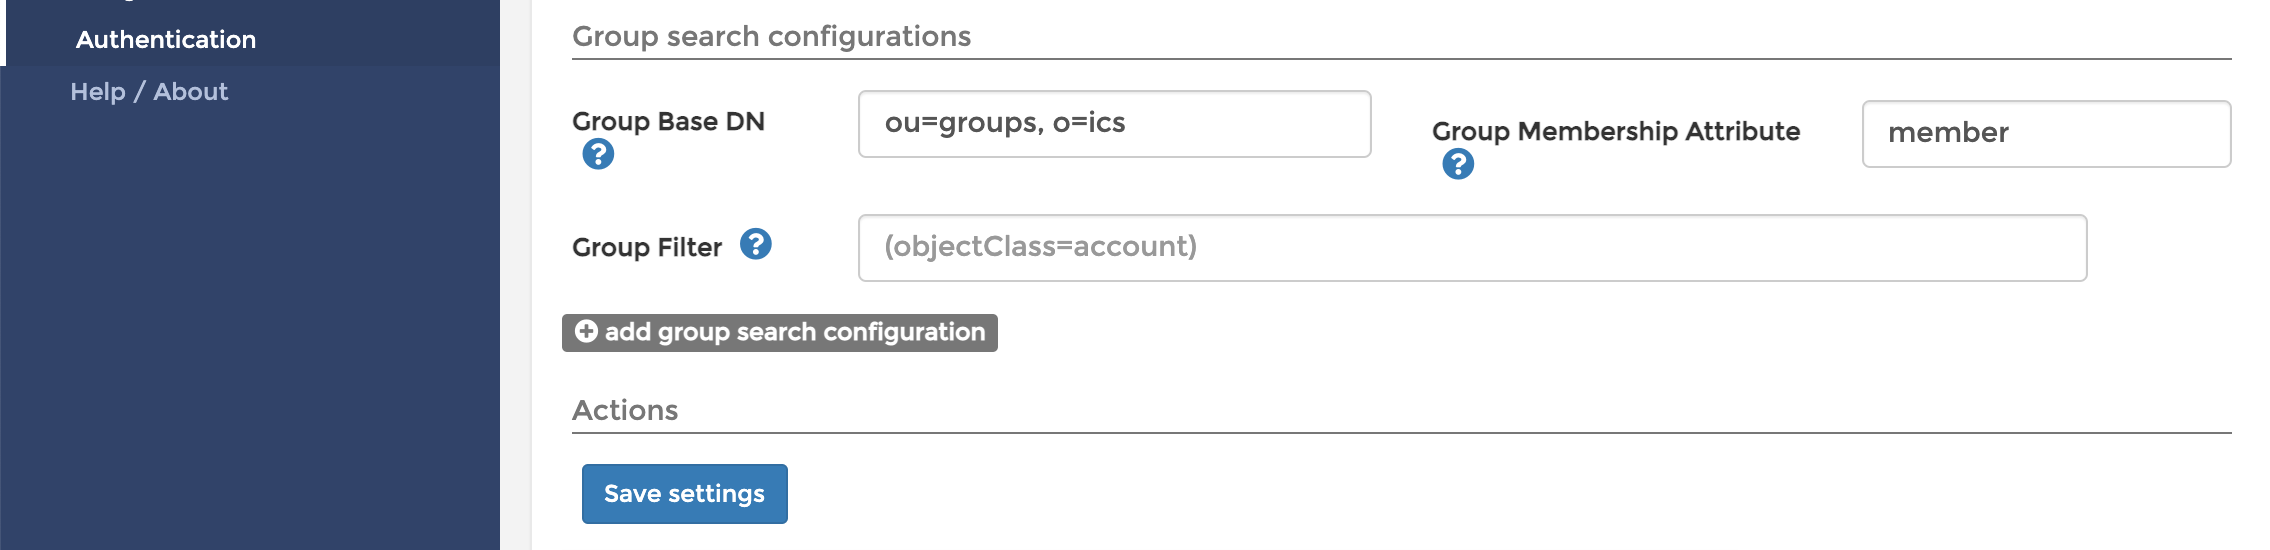 Authentication
Help / About
Group search configurations
Group Base DN
?
ou=groups, o=ics
Group Membership Attribute
?
member
Group Filter ?
(objectClass=account)
add group search configuration
Actions
Save settings